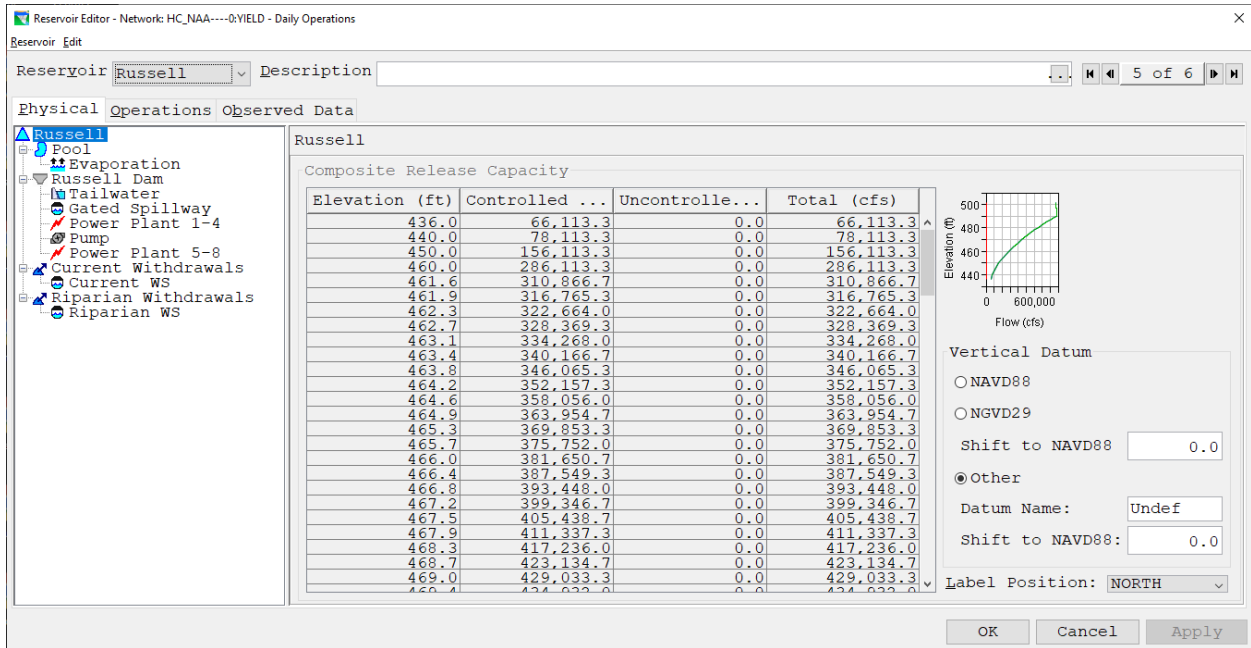 Reservoir Editor - Network: HC_NAA----0:YIELD - Daily Operations
Reservoir Edit
Reservoir Russell Description ... 5 of 6
Physical Operations Observed Data
Russell
Pool
Evaporation
Russell Dam
Tailwater
Gated Spillway
Power Plant 1-4
Pump
Power Plant 5-8
Current Withdrawals
Current WS
Riparian Withdrawals
Riparian WS
Russell
Composite Release Capacity
Elevation (ft) Controlled ... Uncontrolle... Total (cfs)
436.0 66,113.3 0.0 66,113.3
440.0 78,113.3 0.0 78,113.3
450.0 156,113.3 0.0 156,113.3
460.0 286,113.3 0.0 286,113.3
461.6 310,866.7 0.0 310,866.7
461.9 316,765.3 0.0 316,765.3
462.3 322,664.0 0.0 322,664.0
462.7 328,369.3 0.0 328,369.3
463.1 334,268.0 0.0 334,268.0
463.4 340,166.7 0.0 340,166.7
463.8 346,065.3 0.0 346,065.3
464.2 352,157.3 0.0 352,157.3
464.6 358,056.0 0.0 358,056.0
464.9 363,954.7 0.0 363,954.7
465.3 369,853.3 0.0 369,853.3
465.7 375,752.0 0.0 375,752.0
466.0 381,650.7 0.0 381,650.7
466.4 387,549.3 0.0 387,549.3
466.8 393,448.0 0.0 393,448.0
467.2 399,346.7 0.0 399,346.7
467.5 405,438.7 0.0 405,438.7
467.9 411,337.3 0.0 411,337.3
468.3 417,236.0 0.0 417,236.0
468.7 423,134.7 0.0 423,134.7
469.0 429,033.3 0.0 429,033.3
469.4 434,932.0 0.0 434,932.0
Elevation (ft)
500
480
460
440
0 600,000
Flow (cfs)
Vertical Datum
NAVD88
NGVD29
Shift to NAVD88 0.0
Other
Datum Name: Undef
Shift to NAVD88: 0.0
Label Position: NORTH
OK Cancel Apply